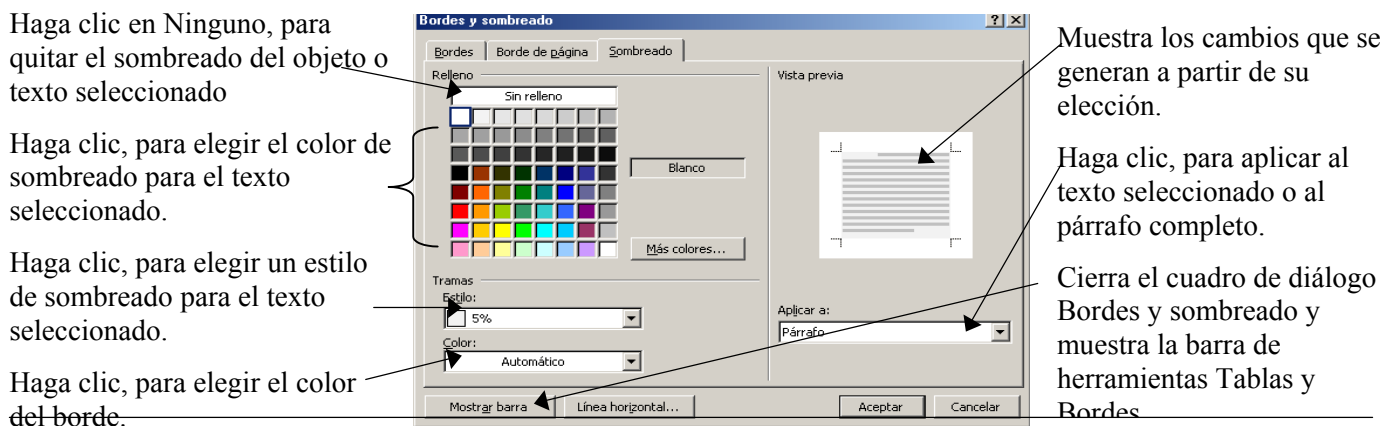 Haga clic en Ninguno, para
quitar el sombreado del objeto o
texto seleccionado
Haga clic, para elegir el color de
sombreado para el texto
seleccionado.
Haga clic, para elegir un estilo
de sombreado para el texto
seleccionado.
Haga clic, para elegir el color
del borde.
Bordes y sombreado
Bordes
Borde de página
Sombreado
Relleno
Sin relleno
Blanco
Más colores...
Tramas
Estilo:
5%
Color:
Automático
Vista previa
Aplicar a:
Párrafo
Mostrar barra
Línea horizontal...
Aceptar
Cancelar
Muestra los cambios que se
generan a partir de su
elección.
Haga clic, para aplicar al
texto seleccionado o al
párrafo completo.
Cierra el cuadro de diálogo
Bordes y sombreado y
muestra la barra de
herramientas Tablas y
Bordes